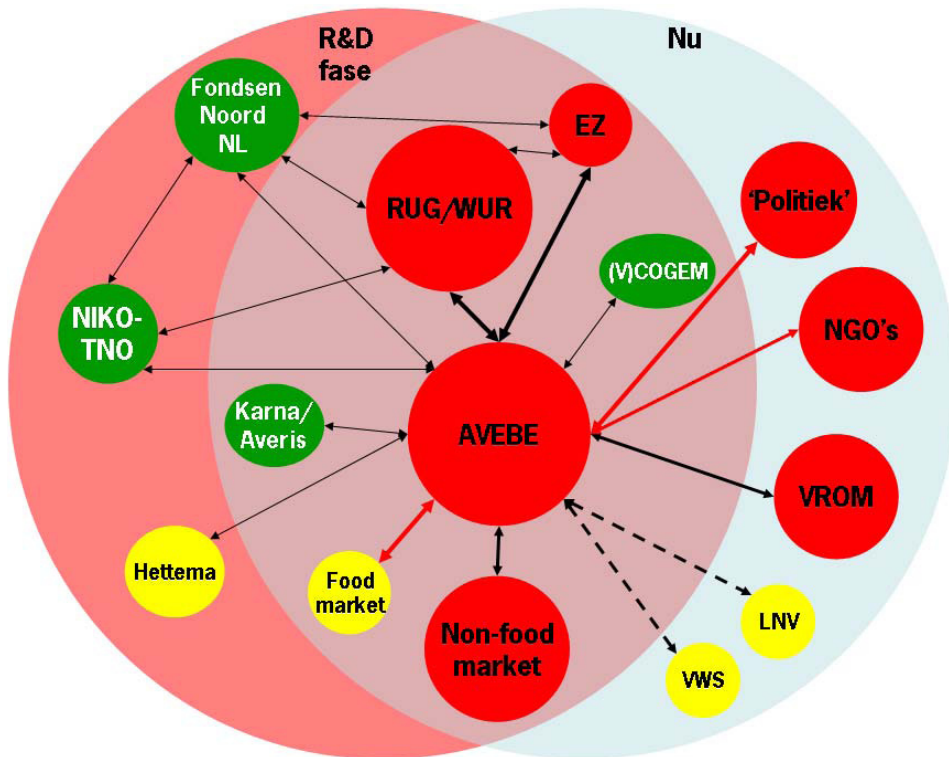 R&D
fase
Nu
Fondsen
Noord
NL
EZ
RUG/WUR
'Politiek'
(V)COGEM
NIKO-
TNO
NGO's
Karna/
Averis
AVEBE
VROM
Hettema
Food
market
Non-food
market
LNV
VWS